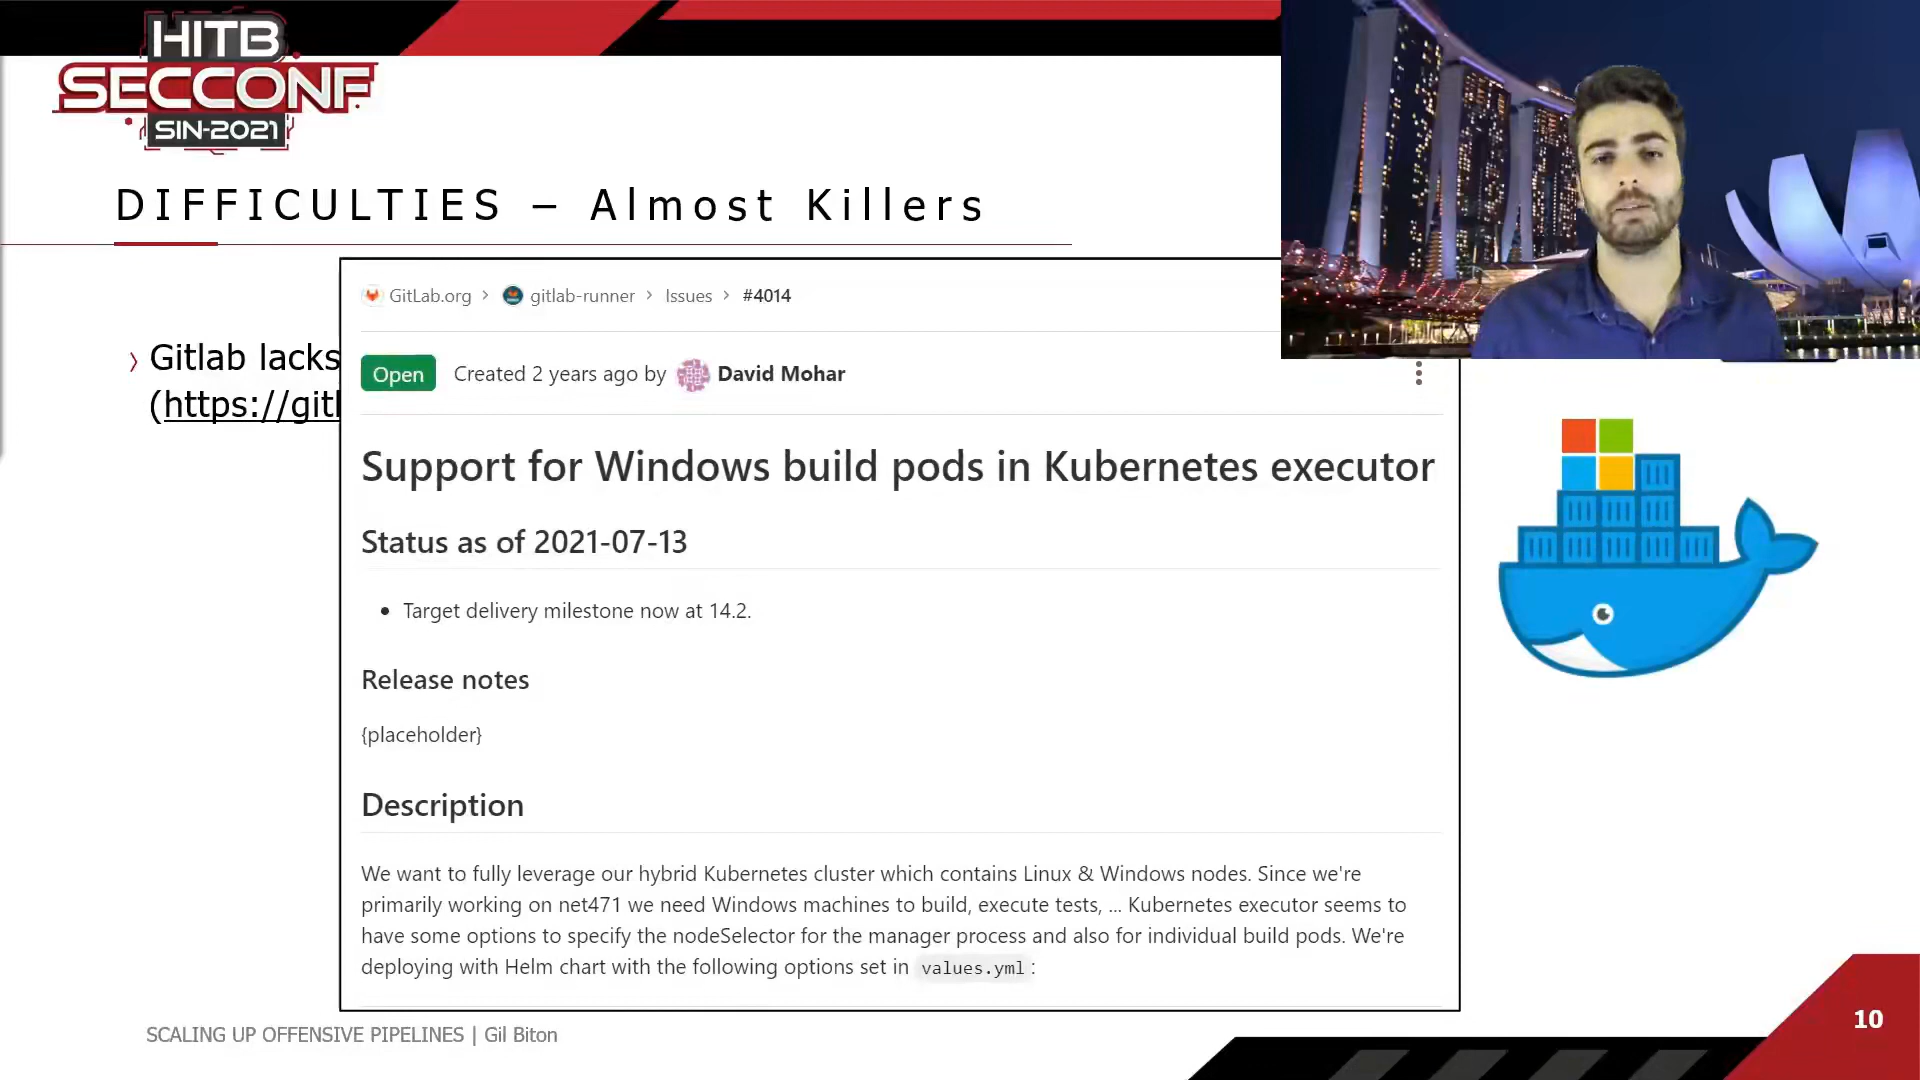 HITB
SECCONF
SIN-2021
DIFFICULTIES – Almost Killers
Gitlab lacks
(https://gitl
GitLab.org > gitlab-runner > Issues > #4014
Open Created 2 years ago by David Mohar
Support for Windows build pods in Kubernetes executor
Status as of 2021-07-13
• Target delivery milestone now at 14.2.
Release notes
{placeholder}
Description
We want to fully leverage our hybrid Kubernetes cluster which contains Linux & Windows nodes. Since we're
primarily working on net471 we need Windows machines to build, execute tests, ... Kubernetes executor seems to
have some options to specify the nodeSelector for the manager process and also for individual build pods. We're
deploying with Helm chart with the following options set in values.yml :
SCALING UP OFFENSIVE PIPELINES | Gil Biton
10